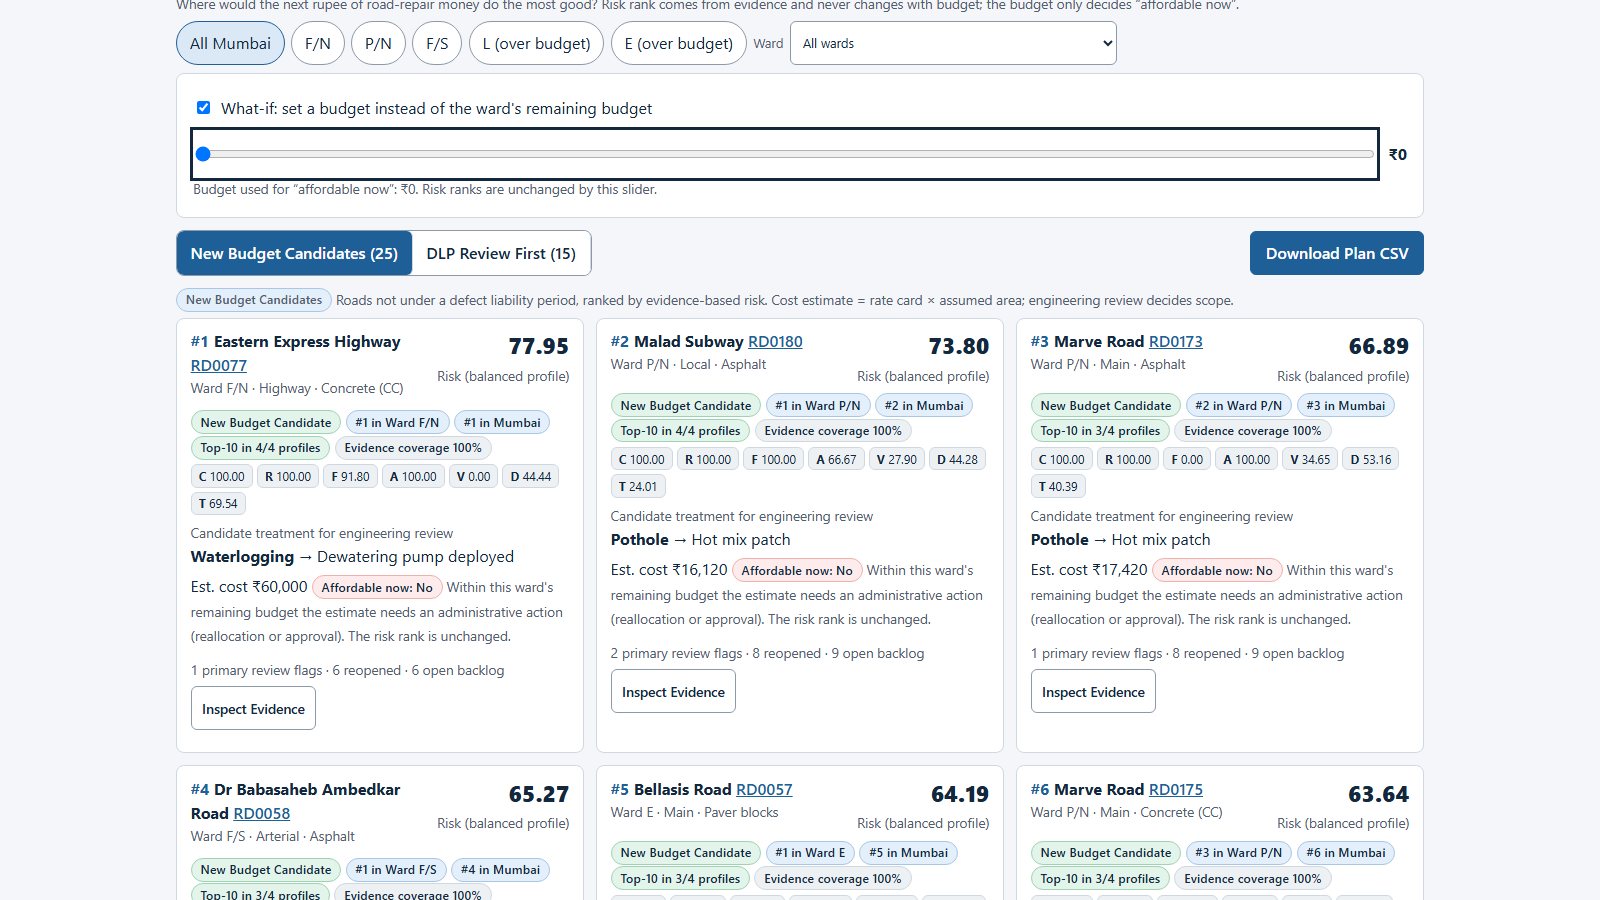 Where would the next rupee of road-repair money do the most good? Risk rank comes from evidence and never changes with budget; the budget only decides “affordable now”.
All Mumbai F/N P/N F/S L (over budget) E (over budget) Ward All wards
What-if: set a budget instead of the ward's remaining budget
₹0
Budget used for “affordable now”: ₹0. Risk ranks are unchanged by this slider.
New Budget Candidates (25) DLP Review First (15) Download Plan CSV
New Budget Candidates Roads not under a defect liability period, ranked by evidence-based risk. Cost estimate = rate card × assumed area; engineering review decides scope.
#1 Eastern Express Highway
RD0077
77.95
Ward F/N · Highway · Concrete (CC)
Risk (balanced profile)
New Budget Candidate #1 in Ward F/N #1 in Mumbai
Top-10 in 4/4 profiles Evidence coverage 100%
C 100.00 R 100.00 F 91.80 A 100.00 V 0.00 D 44.44
T 69.54
Candidate treatment for engineering review
Waterlogging → Dewatering pump deployed
Est. cost ₹60,000 Affordable now: No Within this ward's
remaining budget the estimate needs an administrative action
(reallocation or approval). The risk rank is unchanged.
1 primary review flags · 6 reopened · 6 open backlog
Inspect Evidence
#2 Malad Subway RD0180
73.80
Ward P/N · Local · Asphalt
Risk (balanced profile)
New Budget Candidate #1 in Ward P/N #2 in Mumbai
Top-10 in 4/4 profiles Evidence coverage 100%
C 100.00 R 100.00 F 100.00 A 66.67 V 27.90 D 44.28
T 24.01
Candidate treatment for engineering review
Pothole → Hot mix patch
Est. cost ₹16,120 Affordable now: No Within this ward's
remaining budget the estimate needs an administrative action
(reallocation or approval). The risk rank is unchanged.
2 primary review flags · 8 reopened · 9 open backlog
Inspect Evidence
#3 Marve Road RD0173
66.89
Ward P/N · Main · Asphalt
Risk (balanced profile)
New Budget Candidate #2 in Ward P/N #3 in Mumbai
Top-10 in 3/4 profiles Evidence coverage 100%
C 100.00 R 100.00 F 0.00 A 100.00 V 34.65 D 53.16
T 40.39
Candidate treatment for engineering review
Pothole → Hot mix patch
Est. cost ₹17,420 Affordable now: No Within this ward's
remaining budget the estimate needs an administrative action
(reallocation or approval). The risk rank is unchanged.
1 primary review flags · 8 reopened · 9 open backlog
Inspect Evidence
#4 Dr Babasaheb Ambedkar
Road RD0058
65.27
Ward F/S · Arterial · Asphalt
Risk (balanced profile)
New Budget Candidate #1 in Ward F/S #4 in Mumbai
Top-10 in 3/4 profiles Evidence coverage 100%
#5 Bellasis Road RD0057
64.19
Ward E · Main · Paver blocks
Risk (balanced profile)
New Budget Candidate #1 in Ward E #5 in Mumbai
Top-10 in 3/4 profiles Evidence coverage 100%
#6 Marve Road RD0175
63.64
Ward P/N · Main · Concrete (CC)
Risk (balanced profile)
New Budget Candidate #3 in Ward P/N #6 in Mumbai
Top-10 in 3/4 profiles Evidence coverage 100%